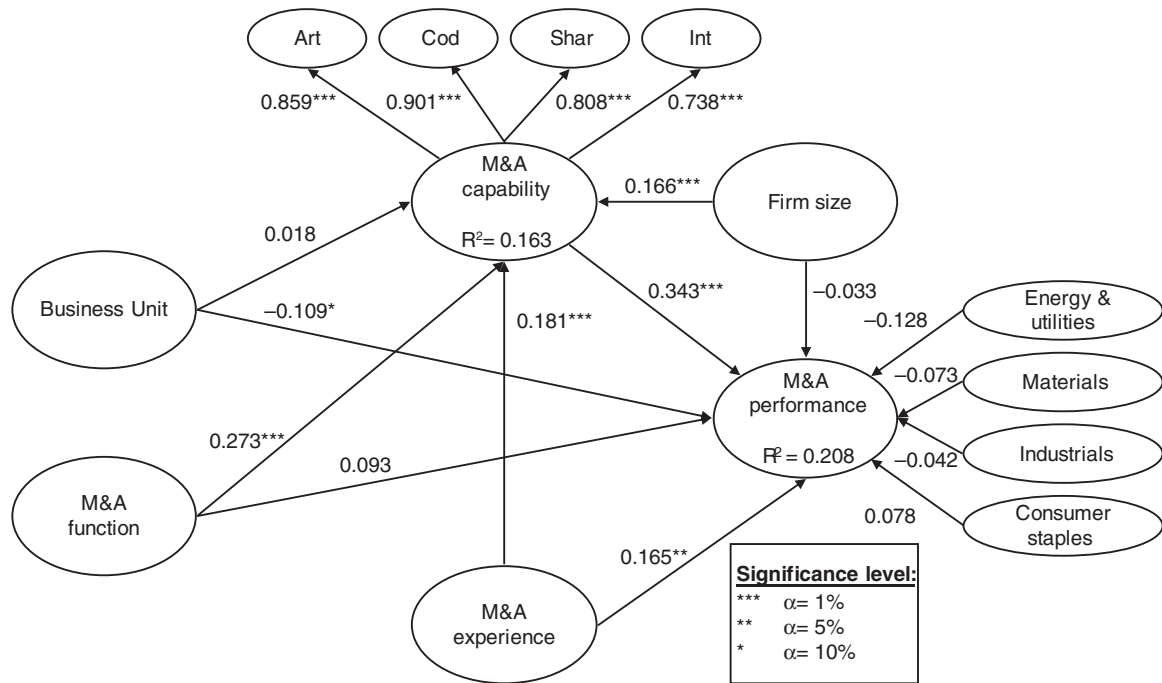 Art
Cod
Shar
Int
0.859***
0.901***
0.808***
0.738***
M&A
capability
R²= 0.163
0.166***
Firm size
0.018
Business Unit
–0.109*
0.181***
0.343***
–0.033
–0.128
Energy &
utilities
M&A
performance
R²= 0.208
–0.073
Materials
0.273***
0.093
–0.042
Industrials
M&A
function
0.078
Consumer
staples
0.165**
M&A
experience
Significance level:
*** α= 1%
** α= 5%
* α= 10%